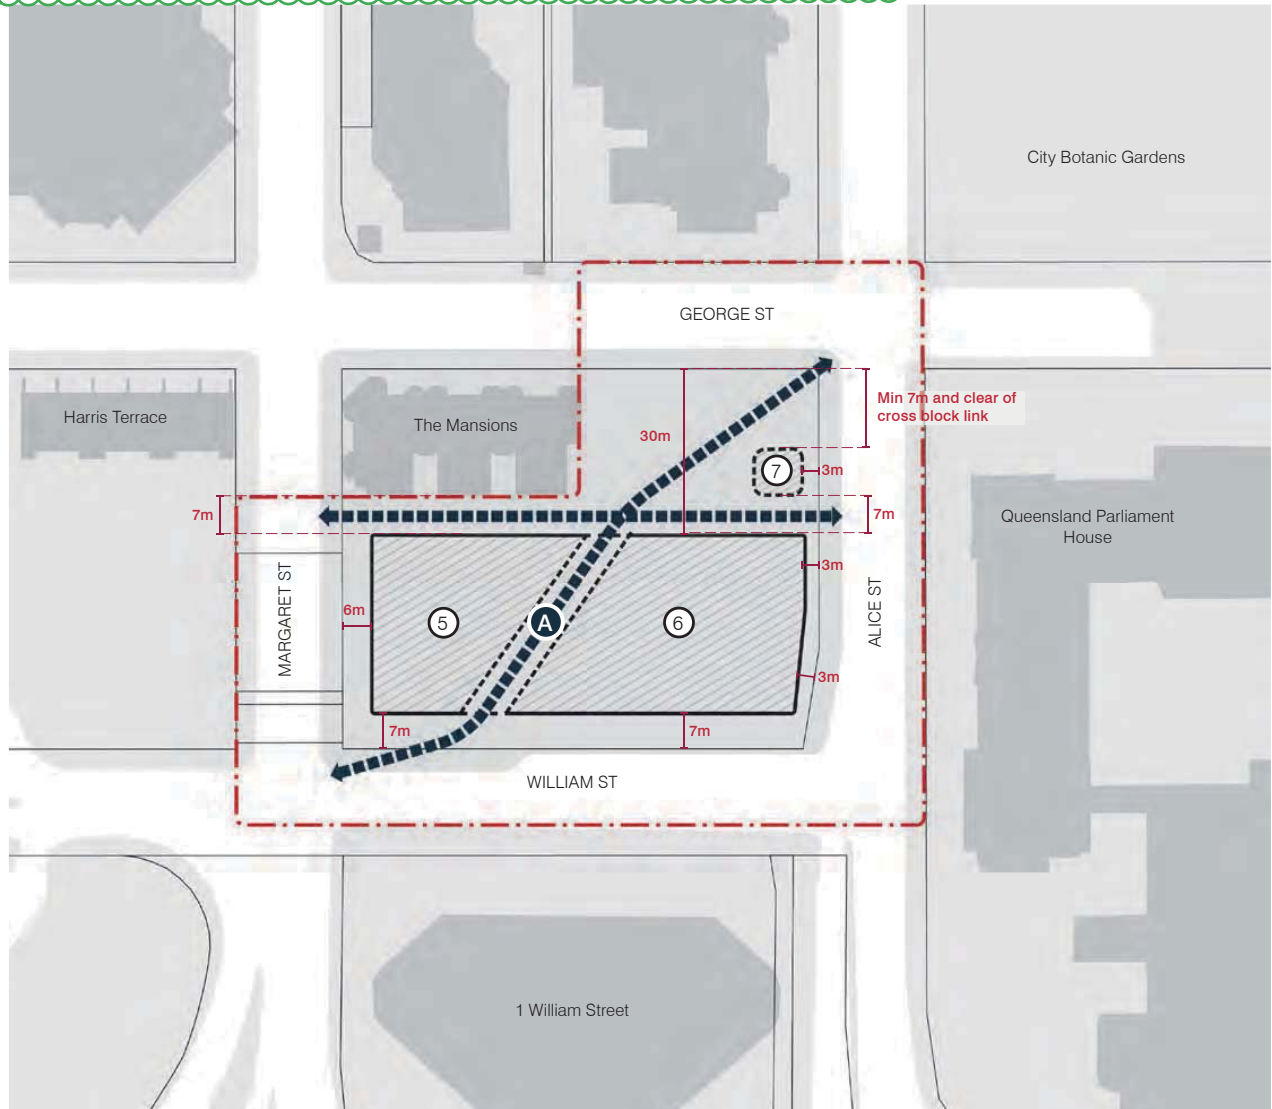 City Botanic Gardens
GEORGE ST
Min 7m and clear of
cross block link
Harris Terrace
The Mansions
30m
7
3m
7m
7m
Queensland Parliament
House
3m
MARGARET ST
6m
5
A
6
ALICE ST
3m
7m
7m
WILLIAM ST
1 William Street